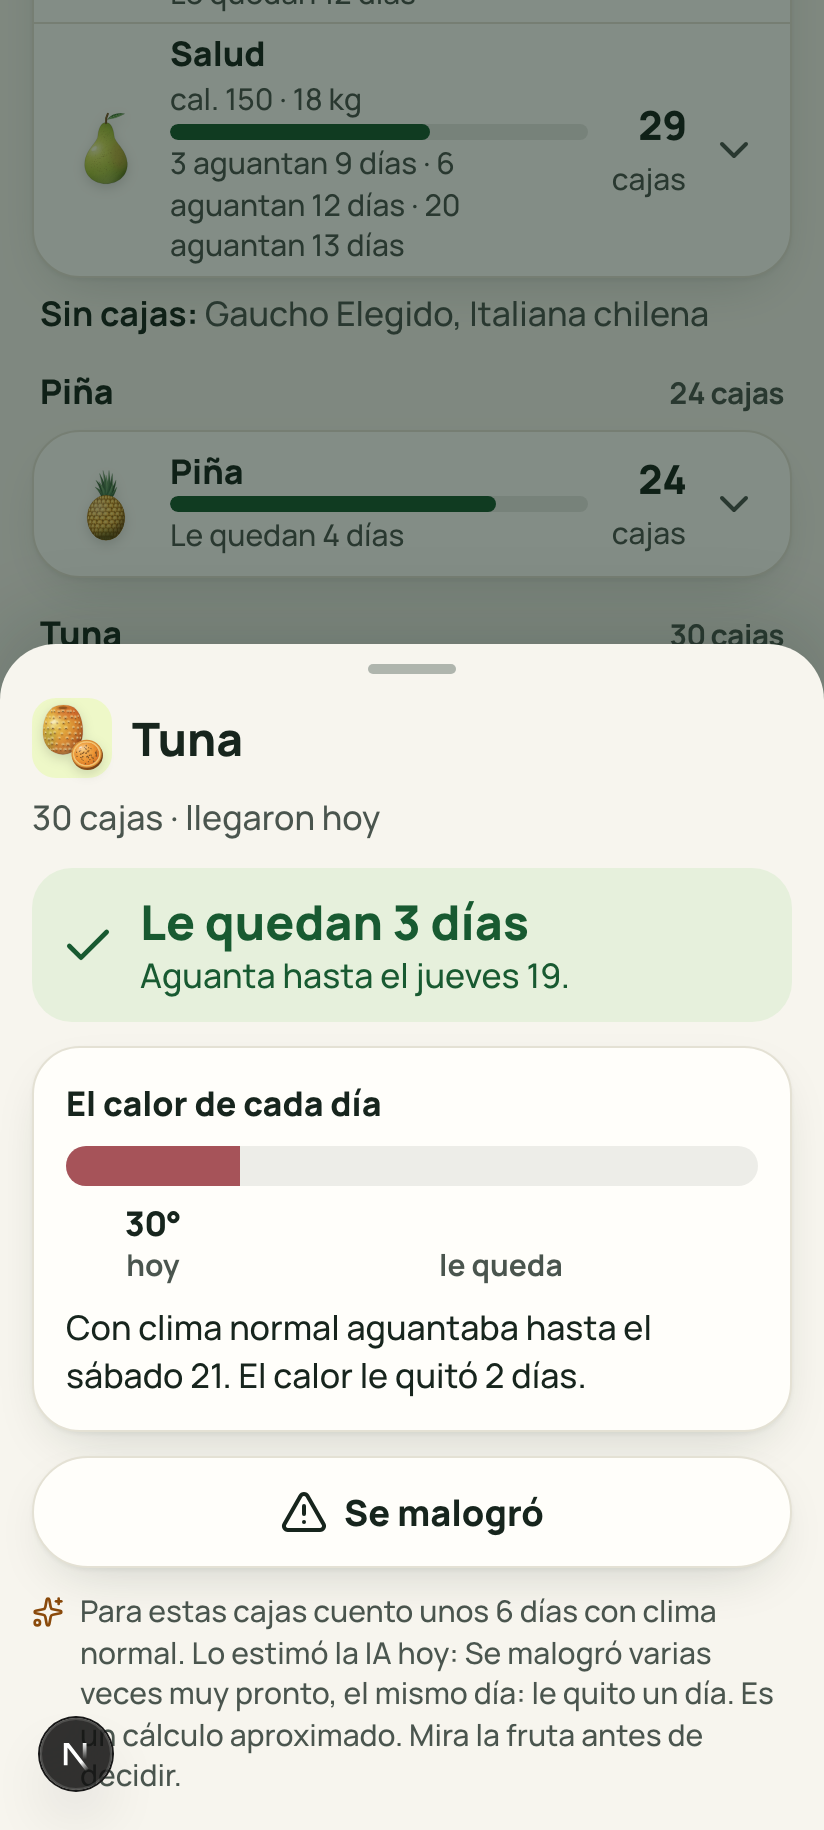 Le quedan 12 días
Salud
cal. 150 · 18 kg
3 aguantan 9 días · 6
aguantan 12 días · 20
aguantan 13 días
29
cajas
Sin cajas: Gaucho Elegido, Italiana chilena
Piña
24 cajas
Piña
Le quedan 4 días
24
cajas
Tuna
30 cajas
Tuna
30 cajas · llegaron hoy
Le quedan 3 días
Aguanta hasta el jueves 19.
El calor de cada día
30°
hoy
le queda
Con clima normal aguantaba hasta el
sábado 21. El calor le quitó 2 días.
Se malogró
Para estas cajas cuento unos 6 días con clima
normal. Lo estimó la IA hoy: Se malogró varias
veces muy pronto, el mismo día: le quito un día. Es
un cálculo aproximado. Mira la fruta antes de
decidir.
N